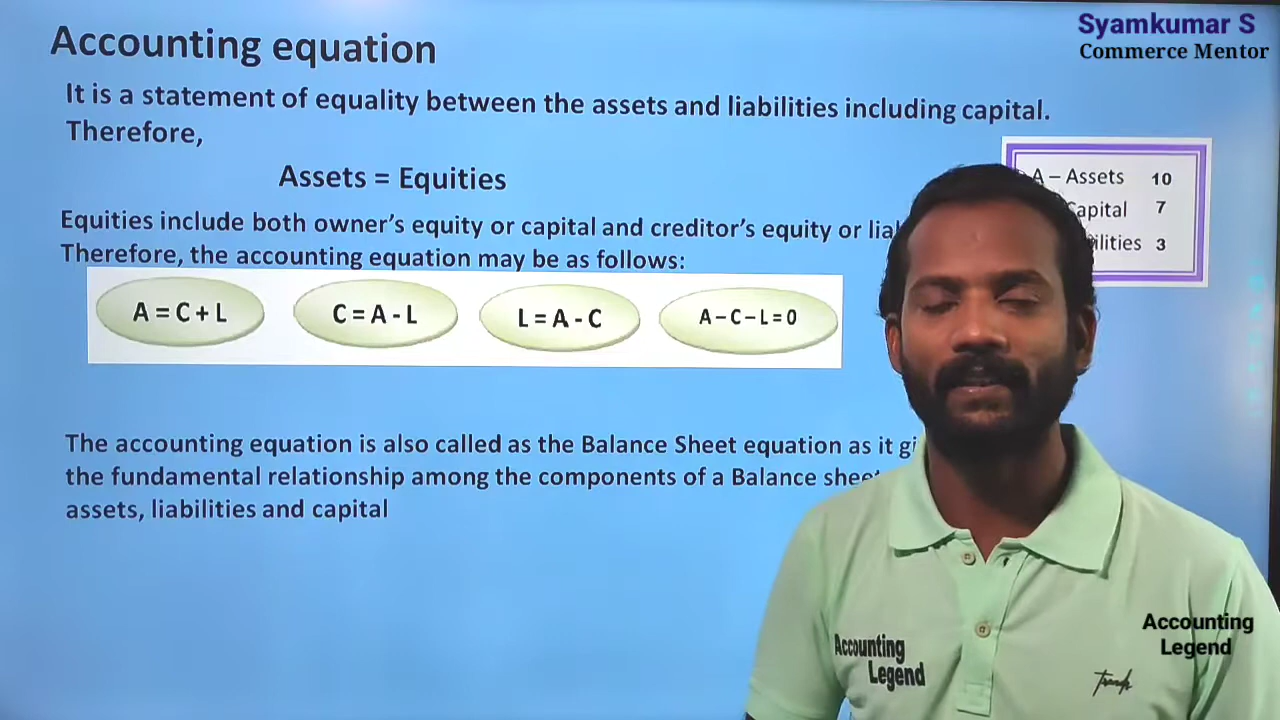 Accounting equation
Syamkumar S
Commerce Mentor
It is a statement of equality between the assets and liabilities including capital.
Therefore,
Assets = Equities
A – Assets 10
Capital 7
3
Equities include both owner's equity or capital and creditor's equity or
Therefore, the accounting equation may be as follows:
A = C + L
C = A - L
L = A - C
A – C – L = 0
The accounting equation is also called as the Balance Sheet equation as it
the fundamental relationship among the components of a Balance
assets, liabilities and capital
Accounting
Legend
Accounting
Legend